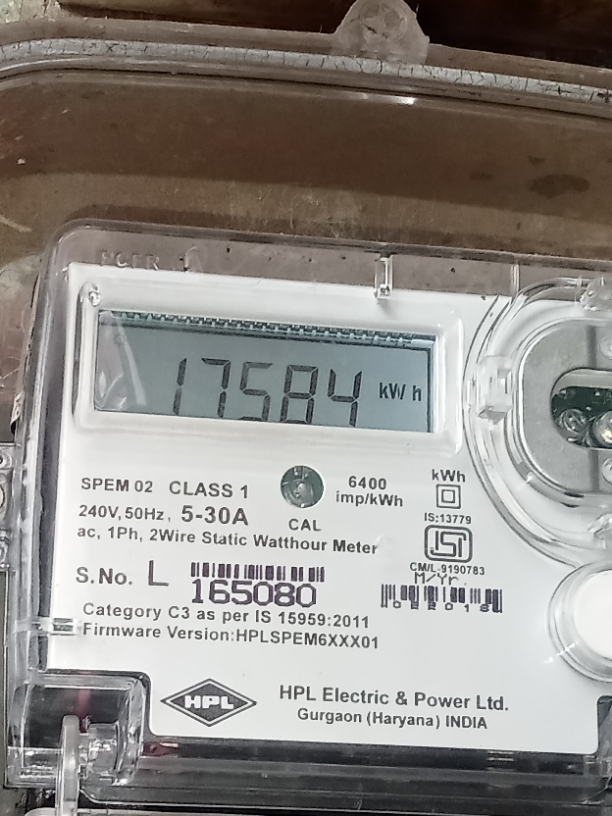 17584 kW h
SPEM 02 CLASS 1
6400 imp/kWh
kWh
240V, 50Hz, 5-30A
CAL
IS:13779
ac, 1Ph, 2Wire Static Watthour Meter
ISI
CM/L-9190783
M/Yr.
S.No. L 165080
022018
Category C3 as per IS 15959:2011
Firmware Version:HPLSPEM6XXX01
HPL
HPL Electric & Power Ltd.
Gurgaon (Haryana) INDIA